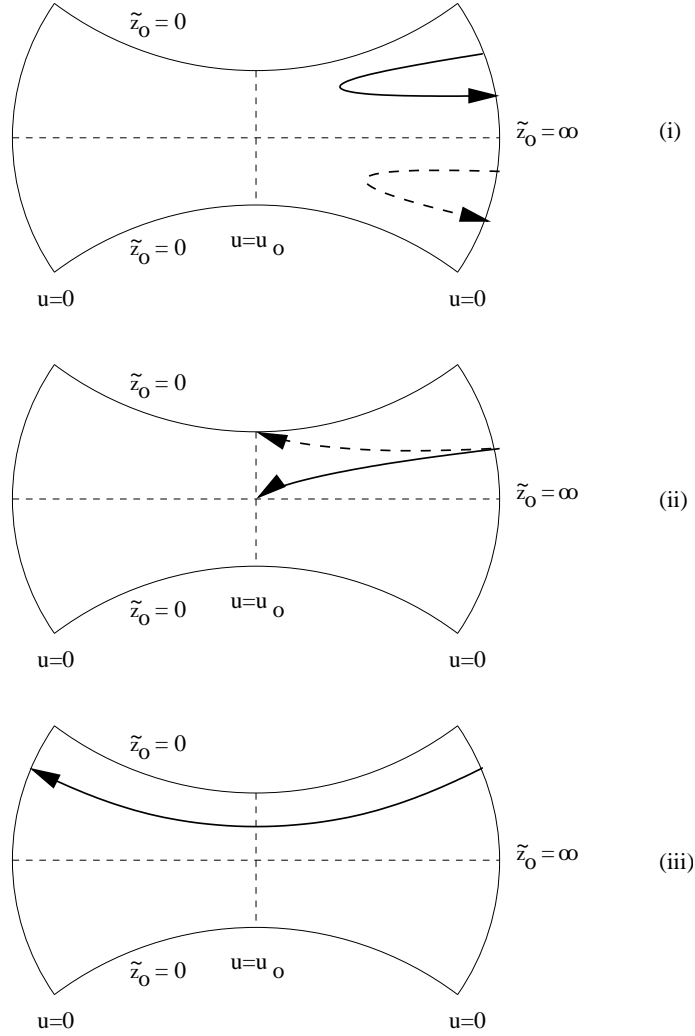 z̃ₒ = 0
z̃ₒ = ∞ (i)
z̃ₒ = 0 u=uₒ
u=0 u=0
z̃ₒ = 0
z̃ₒ = ∞ (ii)
z̃ₒ = 0 u=uₒ
u=0 u=0
z̃ₒ = 0
z̃ₒ = ∞ (iii)
z̃ₒ = 0 u=uₒ
u=0 u=0